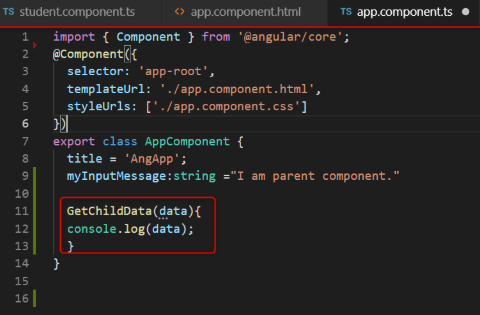 TS student.component.ts <> app.component.html TS app.component.ts
1 import { Component } from '@angular/core';
2 @Component({
3 selector: 'app-root',
4 templateUrl: './app.component.html',
5 styleUrls: ['./app.component.css']
6 })
7 export class AppComponent {
8 title = 'AngApp';
9 myInputMessage:string ="I am parent component."
10
11 GetChildData(data){
12 console.log(data);
13 }
14 }
15
16